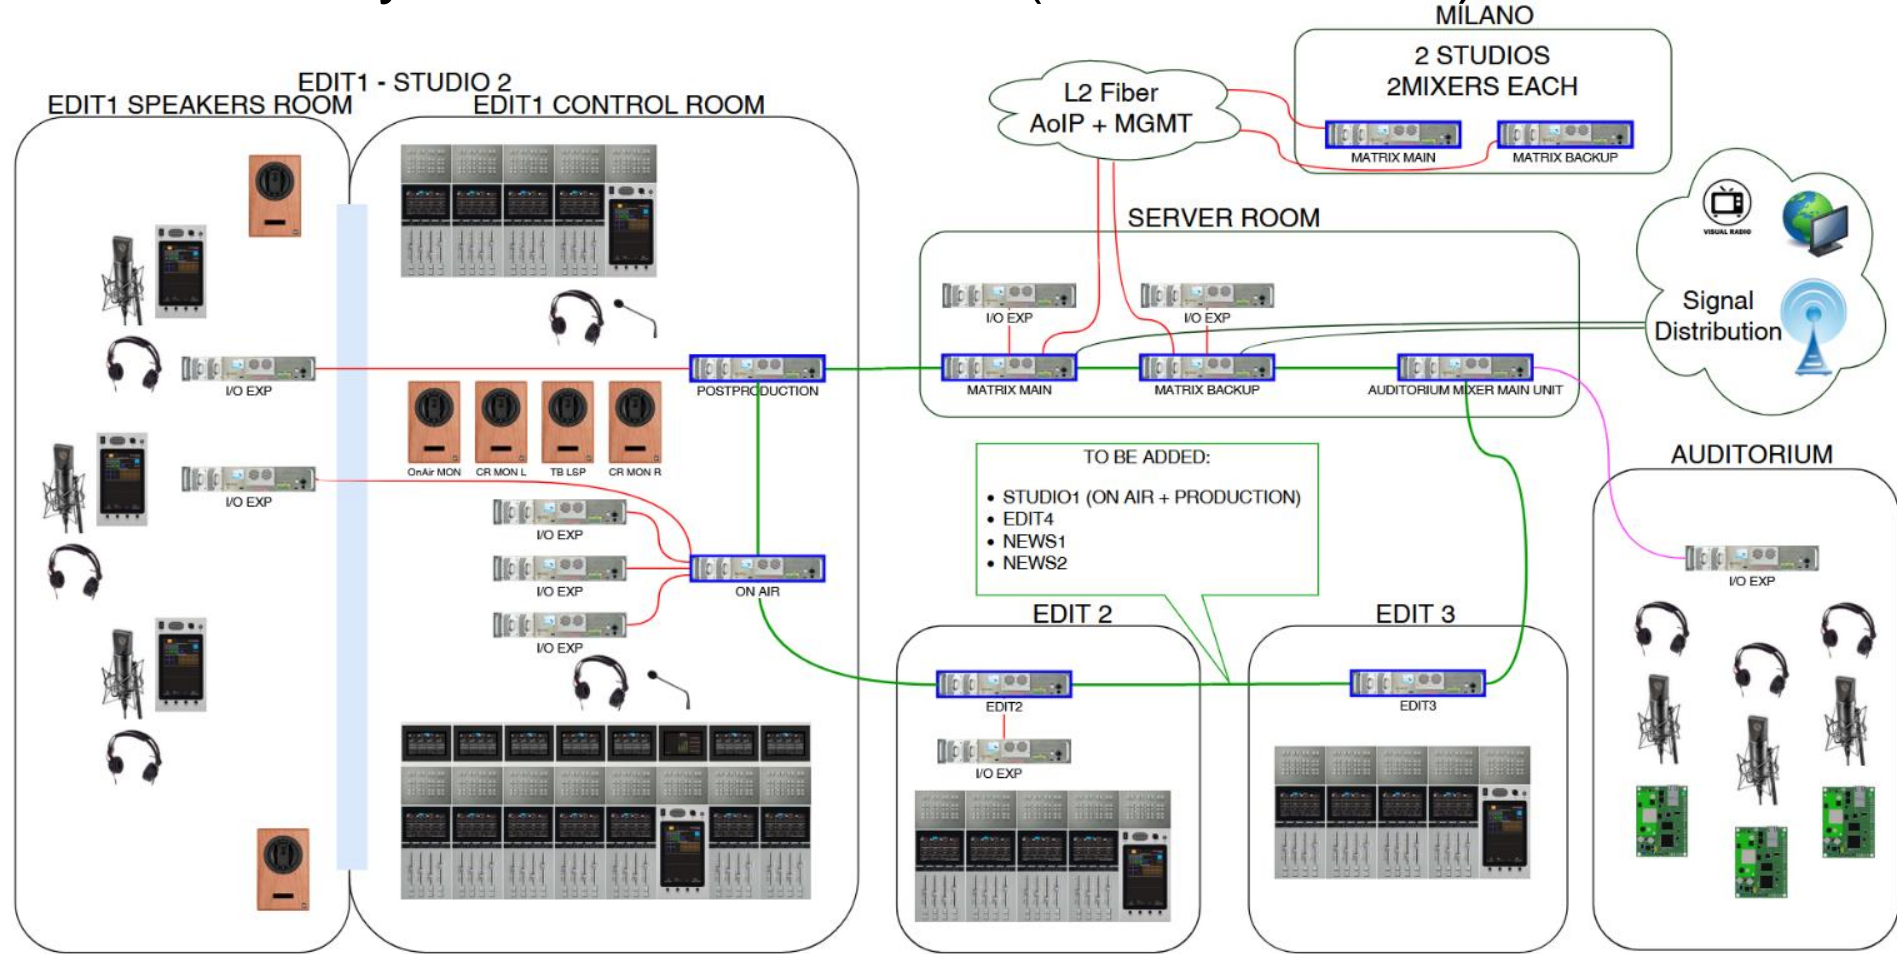 MILANO
2 STUDIOS
2MIXERS EACH
MATRIX MAIN
MATRIX BACKUP
L2 Fiber
AoIP + MGMT
EDIT1 - STUDIO 2
EDIT1 SPEAKERS ROOM
EDIT1 CONTROL ROOM
SERVER ROOM
I/O EXP
I/O EXP
MATRIX MAIN
MATRIX BACKUP
AUDITORIUM MIXER MAIN UNIT
VISUAL RADIO
Signal
Distribution
I/O EXP
POSTPRODUCTION
OnAir MON
CR MON L
TB LSP
CR MON R
I/O EXP
I/O EXP
I/O EXP
I/O EXP
ON AIR
TO BE ADDED:
• STUDIO1 (ON AIR + PRODUCTION)
• EDIT4
• NEWS1
• NEWS2
AUDITORIUM
I/O EXP
EDIT 2
EDIT2
I/O EXP
EDIT 3
EDIT3